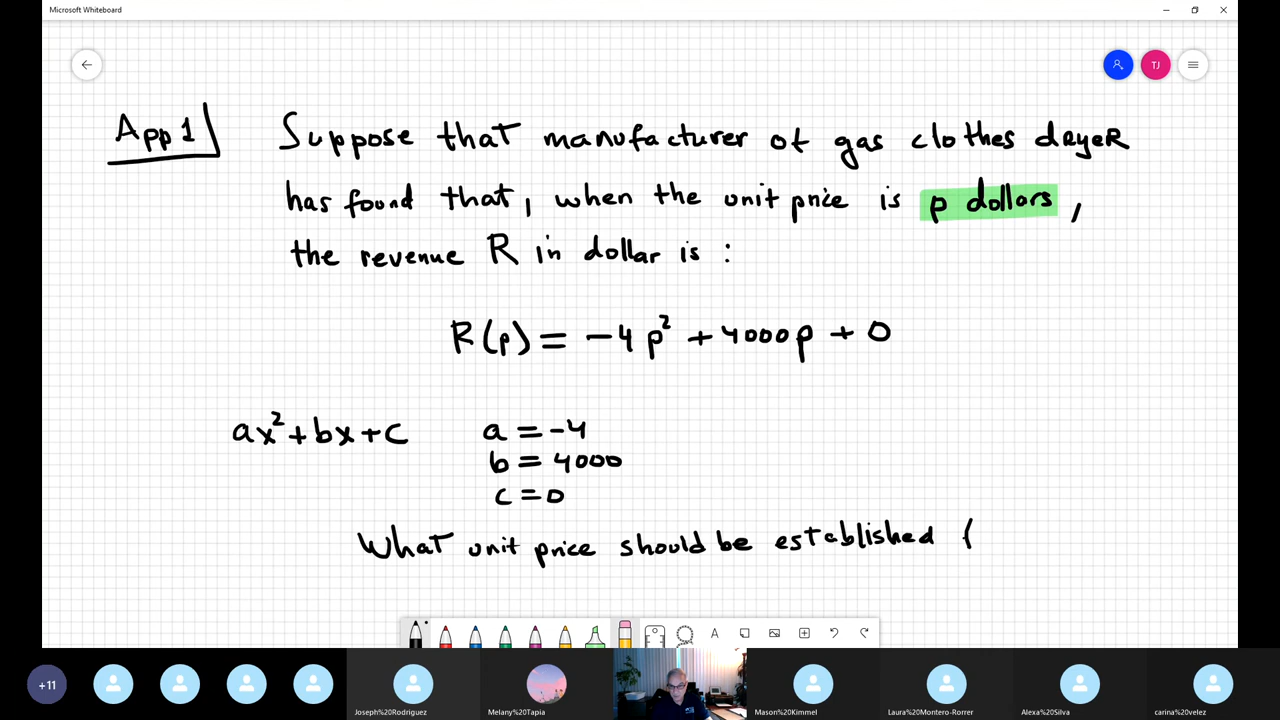 Microsoft Whiteboard
TJ
App 1 Suppose that manufacturer of gas clothes dryeR
has found that, when the unit price is p dollars,
the revenue R in dollar is :
R(p) = -4p² + 4000p + 0
ax² + bx + c a = -4
b = 4000
c = 0
What unit price should be established (
A
+11
Joseph%20Rodriguez
Melany%20Tapia
Mason%20Kimmel
Laura%20Montero-Rorrer
Alexa%20Silva
carina%20velez